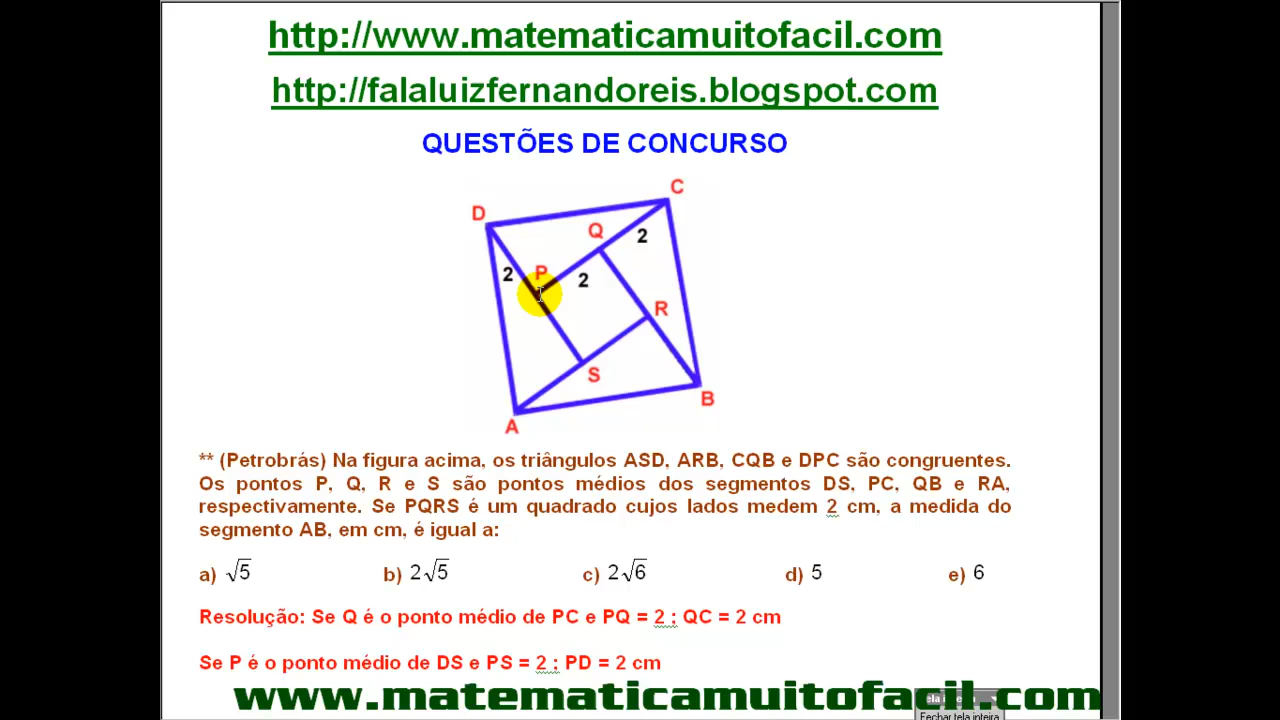 http://www.matematicamuitofacil.com
http://falaluizfernandoreis.blogspot.com
QUESTÕES DE CONCURSO
C
D
Q
2
2
P
2
R
S
B
A
** (Petrobrás) Na figura acima, os triângulos ASD, ARB, CQB e DPC são congruentes.
Os pontos P, Q, R e S são pontos médios dos segmentos DS, PC, QB e RA,
respectivamente. Se PQRS é um quadrado cujos lados medem 2 cm, a medida do
segmento AB, em cm, é igual a:
a) √5 b) 2√5 c) 2√6 d) 5 e) 6
Resolução: Se Q é o ponto médio de PC e PQ = 2 ; QC = 2 cm
Se P é o ponto médio de DS e PS = 2 ; PD = 2 cm
www.matematicamuitofacil.com
Fechar tela inteira